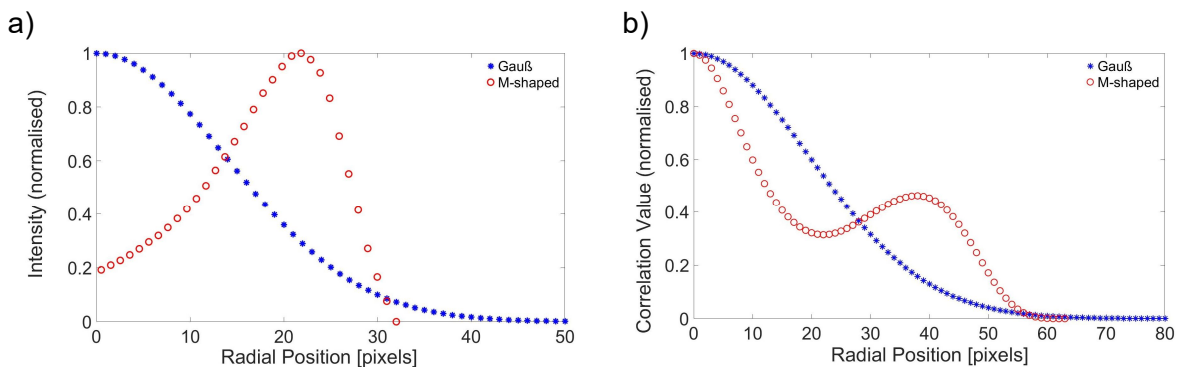 a)
Intensity (normalised)
1
0.8
0.6
0.4
0.2
0
0 10 20 30 40 50
Radial Position [pixels]
Gauß
M-shaped
b)
Correlation Value (normalised)
1
0.8
0.6
0.4
0.2
0
0 10 20 30 40 50 60 70 80
Radial Position [pixels]
Gauß
M-shaped